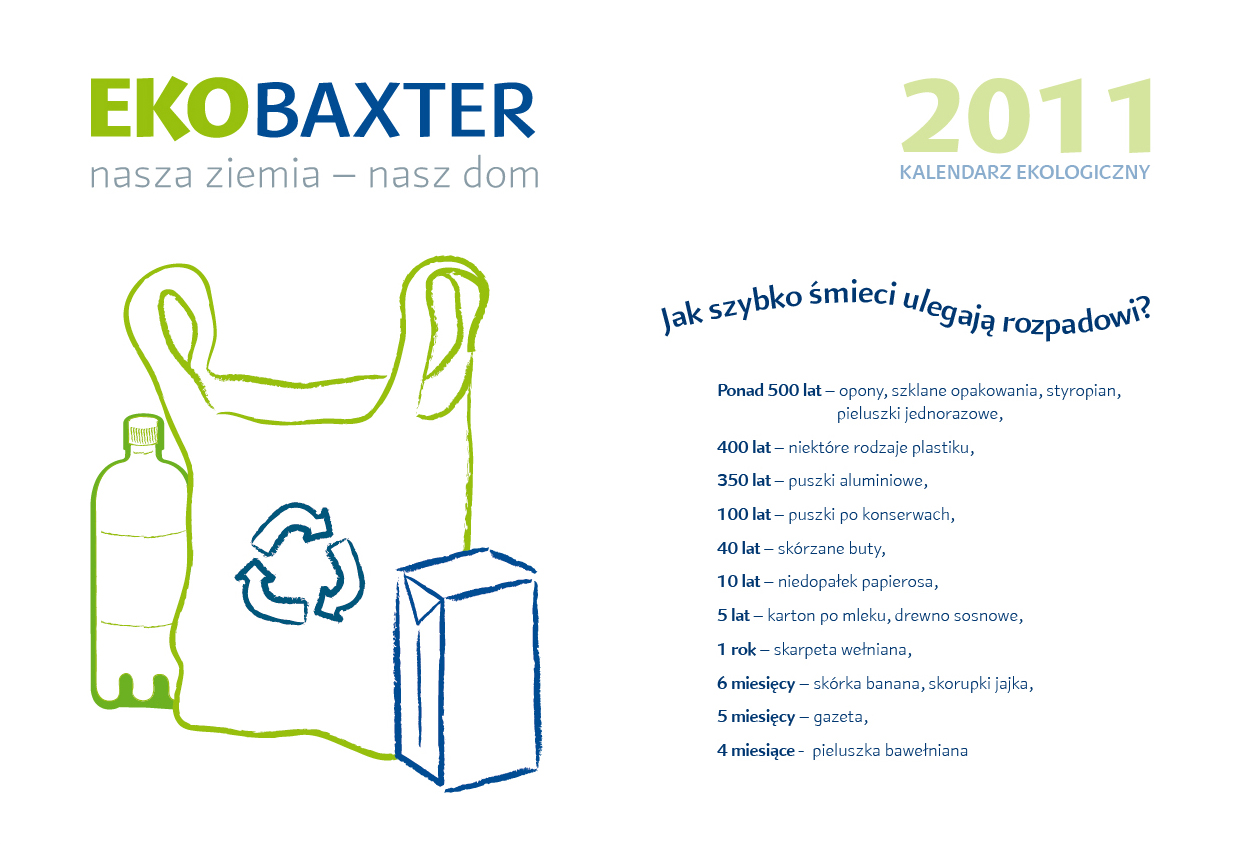 EKOBAXTER
nasza ziemia – nasz dom
2011
KALENDARZ EKOLOGICZNY
Jak szybko śmieci ulegają rozpadowi?
Ponad 500 lat – opony, szklane opakowania, styropian,
pieluszki jednorazowe,
400 lat – niektóre rodzaje plastiku,
350 lat – puszki aluminiowe,
100 lat – puszki po konserwach,
40 lat – skórzane buty,
10 lat – niedopałek papierosa,
5 lat – karton po mleku, drewno sosnowe,
1 rok – skarpeta wełniana,
6 miesięcy – skórka banana, skorupki jajka,
5 miesięcy – gazeta,
4 miesiące - pieluszka bawełniana